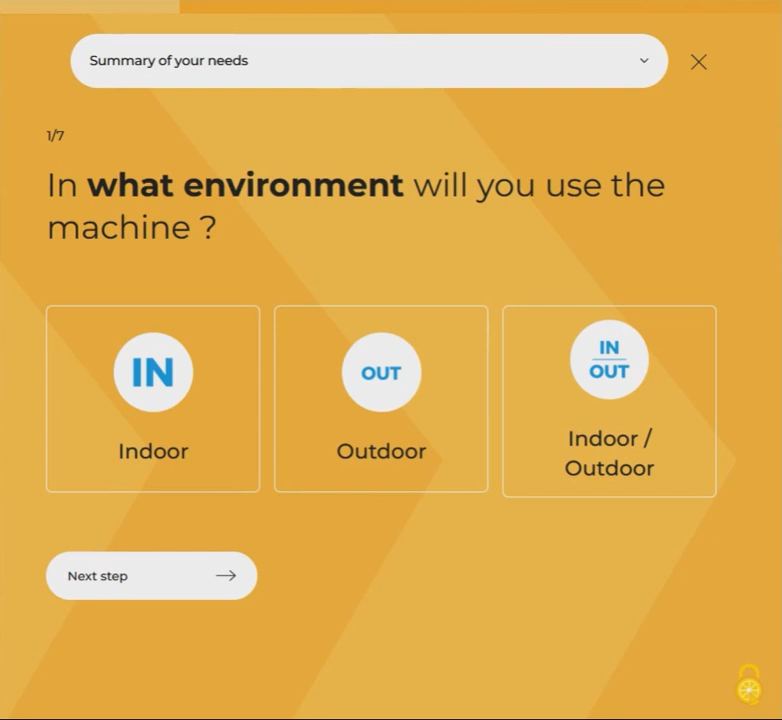 Summary of your needs
1/7
In what environment will you use the
machine ?
IN
Indoor
OUT
Outdoor
IN
OUT
Indoor /
Outdoor
Next step